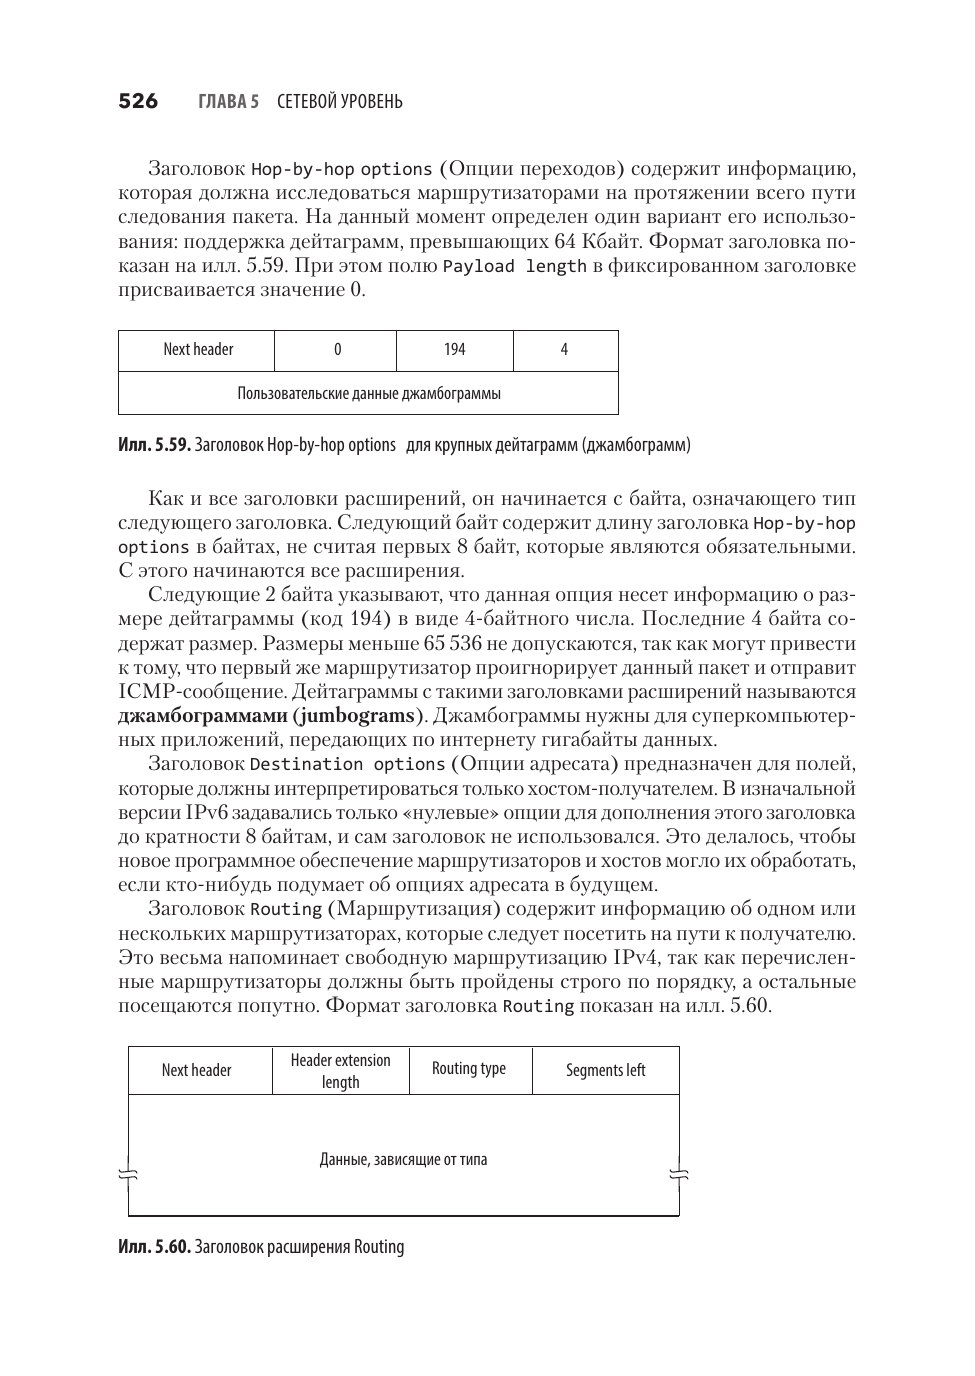 526 ГЛАВА 5 СЕТЕВОЙ УРОВЕНЬ
Заголовок Hop-by-hop options (Опции переходов) содержит информацию,
которая должна исследоваться маршрутизаторами на протяжении всего пути
следования пакета. На данный момент определен один вариант его использо-
вания: поддержка дейтаграмм, превышающих 64 Кбайт. Формат заголовка по-
казан на илл. 5.59. При этом полю Payload length в фиксированном заголовке
присваивается значение 0.
Next header 0 194 4
Пользовательские данные джамбограммы
Илл. 5.59. Заголовок Hop-by-hop options для крупных дейтаграмм (джамбограмм)
Как и все заголовки расширений, он начинается с байта, означающего тип
следующего заголовка. Следующий байт содержит длину заголовка Hop-by-hop
options в байтах, не считая первых 8 байт, которые являются обязательными.
С этого начинаются все расширения.
Следующие 2 байта указывают, что данная опция несет информацию о раз-
мере дейтаграммы (код 194) в виде 4-байтного числа. Последние 4 байта со-
держат размер. Размеры меньше 65 536 не допускаются, так как могут привести
к тому, что первый же маршрутизатор проигнорирует данный пакет и отправит
ICMP-сообщение. Дейтаграммы с такими заголовками расширений называются
джамбограммами (jumbograms). Джамбограммы нужны для суперкомпьютер-
ных приложений, передающих по интернету гигабайты данных.
Заголовок Destination options (Опции адресата) предназначен для полей,
которые должны интерпретироваться только хостом-получателем. В изначальной
версии IPv6 задавались только «нулевые» опции для дополнения этого заголовка
до кратности 8 байтам, и сам заголовок не использовался. Это делалось, чтобы
новое программное обеспечение маршрутизаторов и хостов могло их обработать,
если кто-нибудь подумает об опциях адресата в будущем.
Заголовок Routing (Маршрутизация) содержит информацию об одном или
нескольких маршрутизаторах, которые следует посетить на пути к получателю.
Это весьма напоминает свободную маршрутизацию IPv4, так как перечислен-
ные маршрутизаторы должны быть пройдены строго по порядку, а остальные
посещаются попутно. Формат заголовка Routing показан на илл. 5.60.
Next header
Header extension
length
Routing type
Segments left
Данные, зависящие от типа
Илл. 5.60. Заголовок расширения Routing